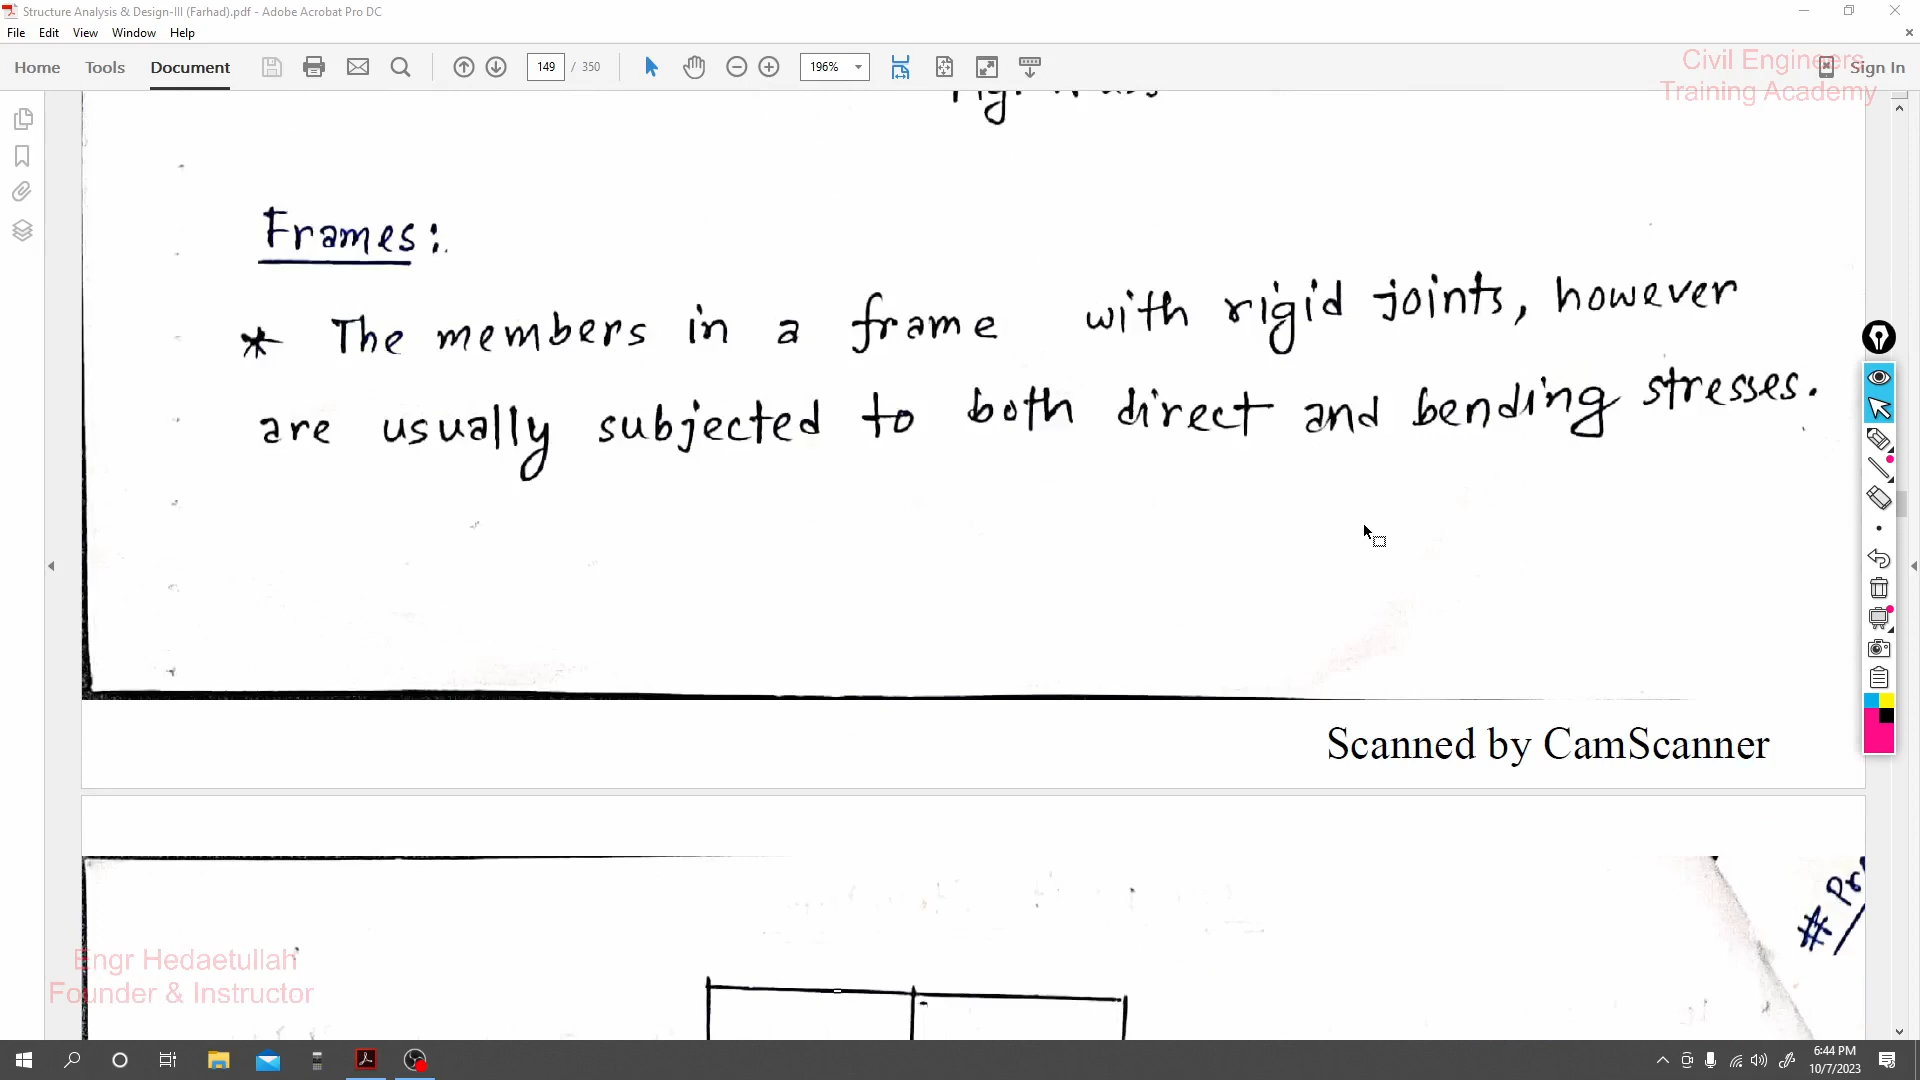 Structure Analysis & Design-III (Farhad).pdf - Adobe Acrobat Pro DC
File Edit View Window Help
Home Tools Document 149 / 350 196% Sign In
Civil Engineers
Training Academy
Frames:
* The members in a frame with rigid joints, however
are usually subjected to both direct and bending stresses.
Scanned by CamScanner
Engr Hedaetullah
Founder & Instructor
6:44 PM
10/7/2023